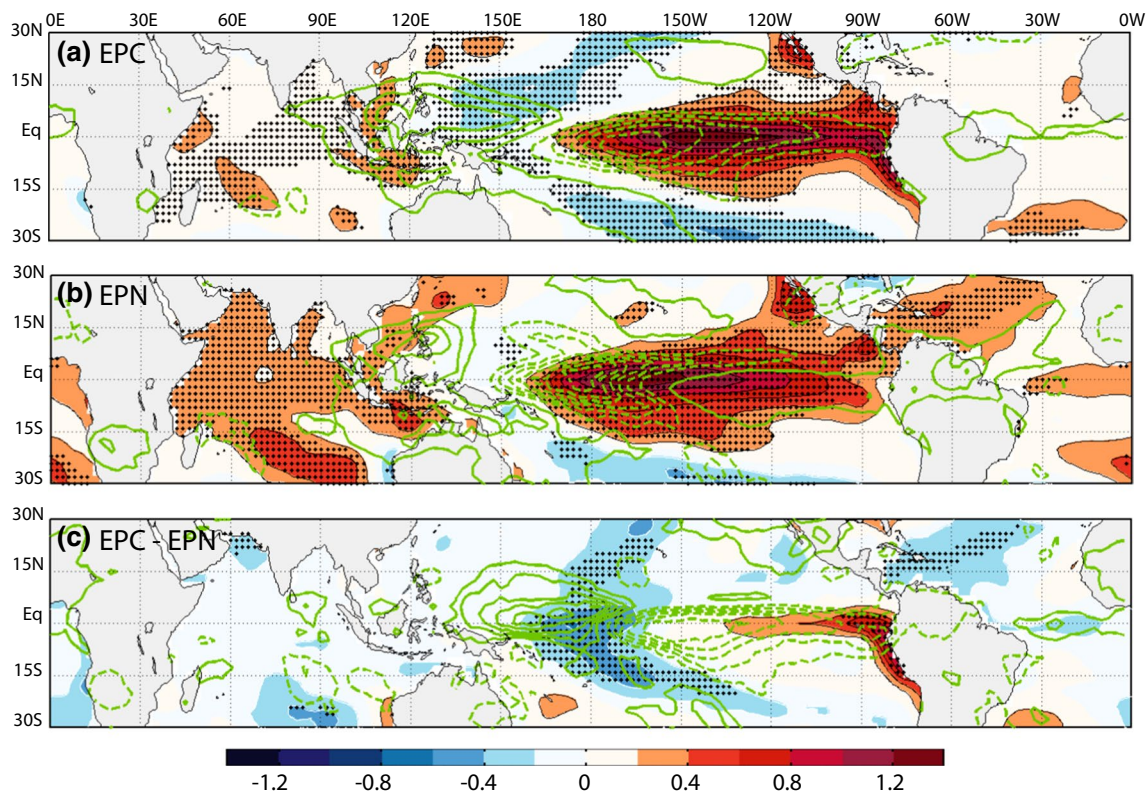 0E 30E 60E 90E 120E 150E 180 150W 120W 90W 60W 30W 0W
30N
(a) EPC
15N
Eq
15S
30S
30N
(b) EPN
15N
Eq
15S
30S
30N
(c) EPC - EPN
15N
Eq
15S
30S
-1.2 -0.8 -0.4 0 0.4 0.8 1.2